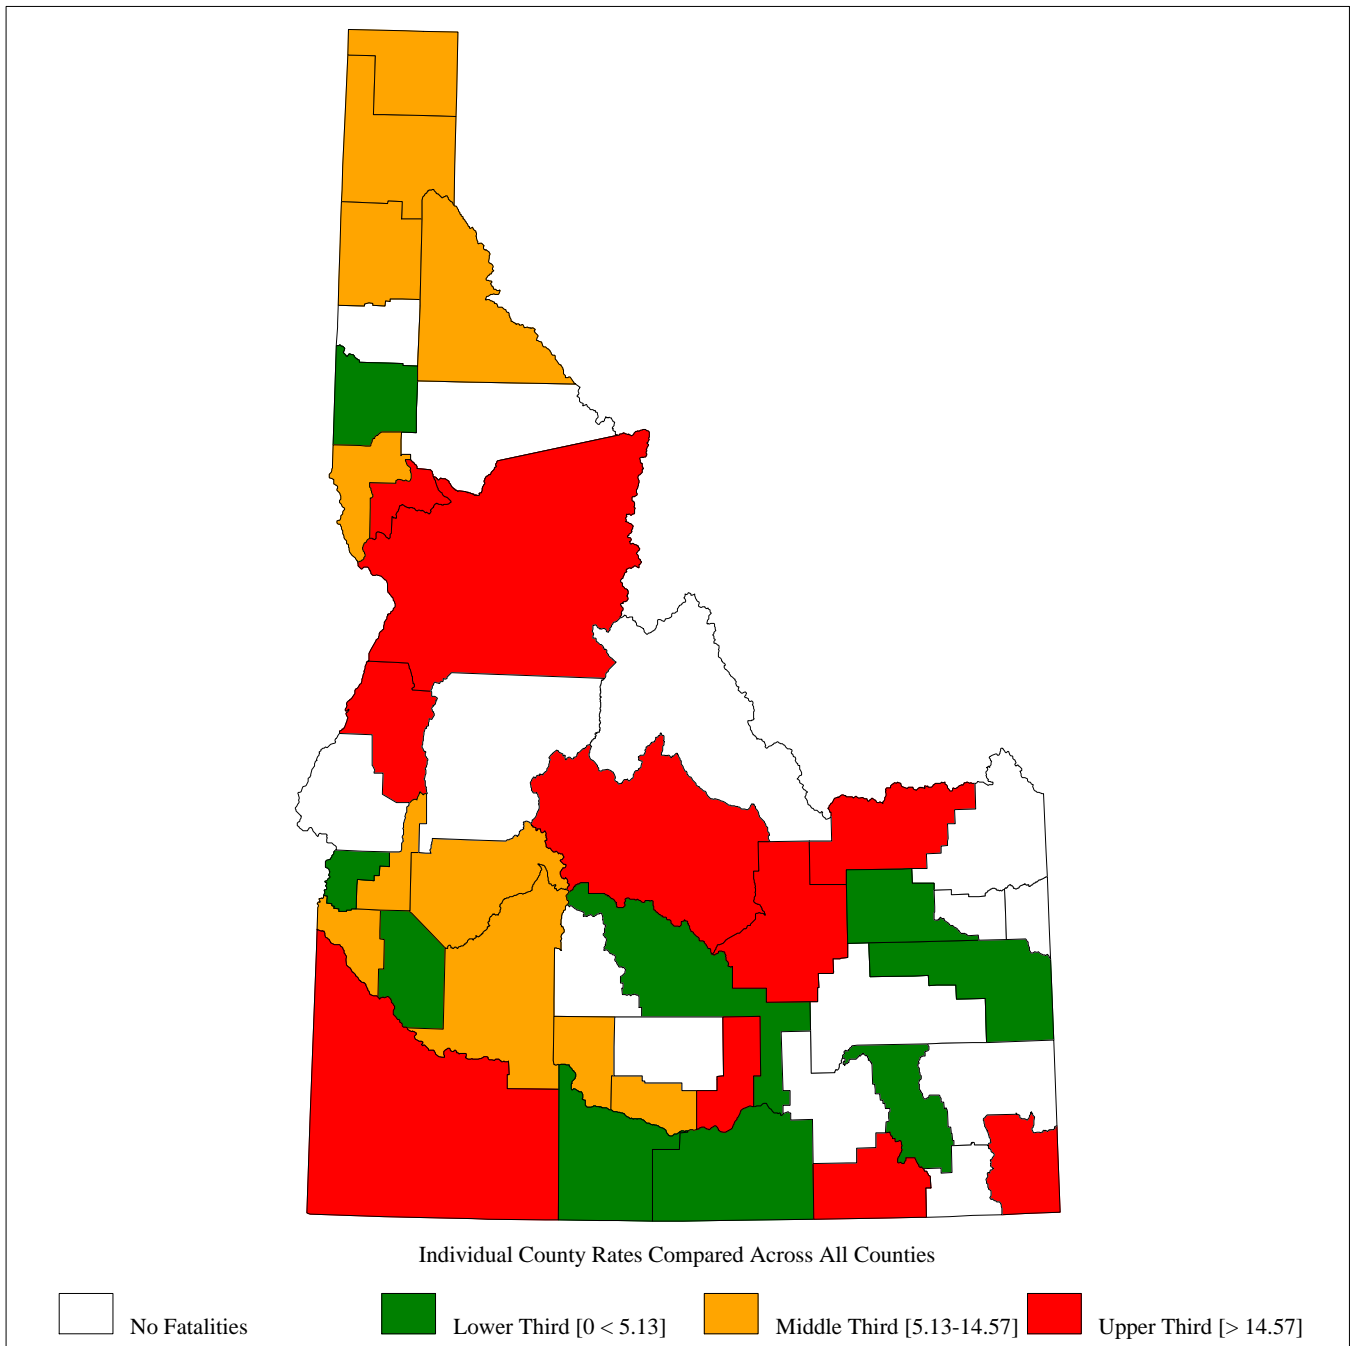 Individual County Rates Compared Across All Counties
No Fatalities
Lower Third [0 < 5.13]
Middle Third [5.13-14.57]
Upper Third [> 14.57]